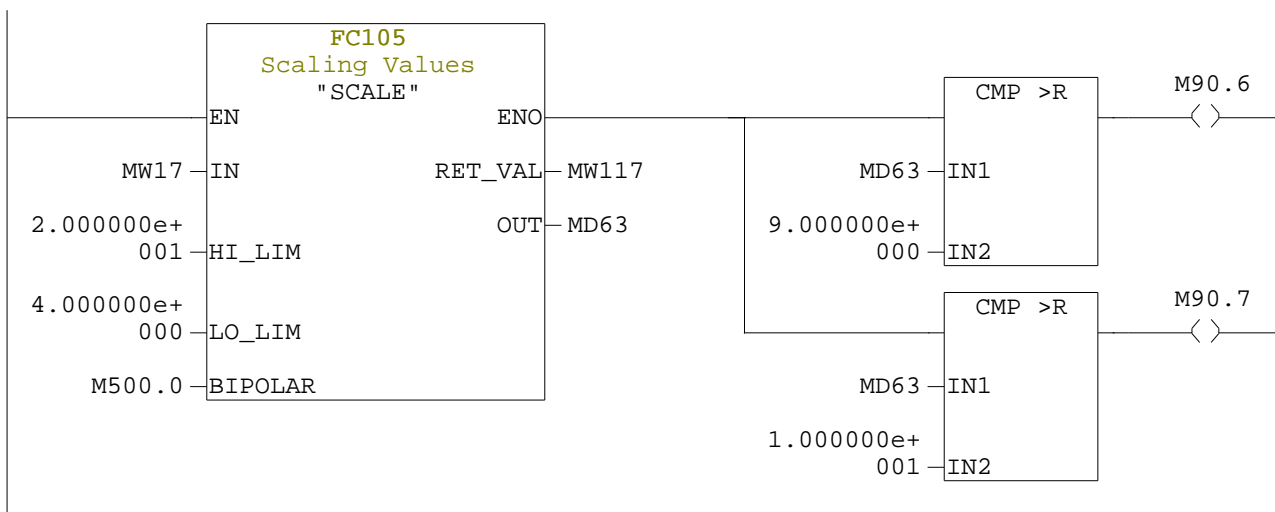 FC105
Scaling Values
"SCALE"
EN ENO
MW17 IN RET_VAL MW117
2.000000e+ OUT MD63
001 HI_LIM
4.000000e+
000 LO_LIM
M500.0 BIPOLAR
CMP >R M90.6
MD63 IN1
9.000000e+
000 IN2
CMP >R M90.7
MD63 IN1
1.000000e+
001 IN2